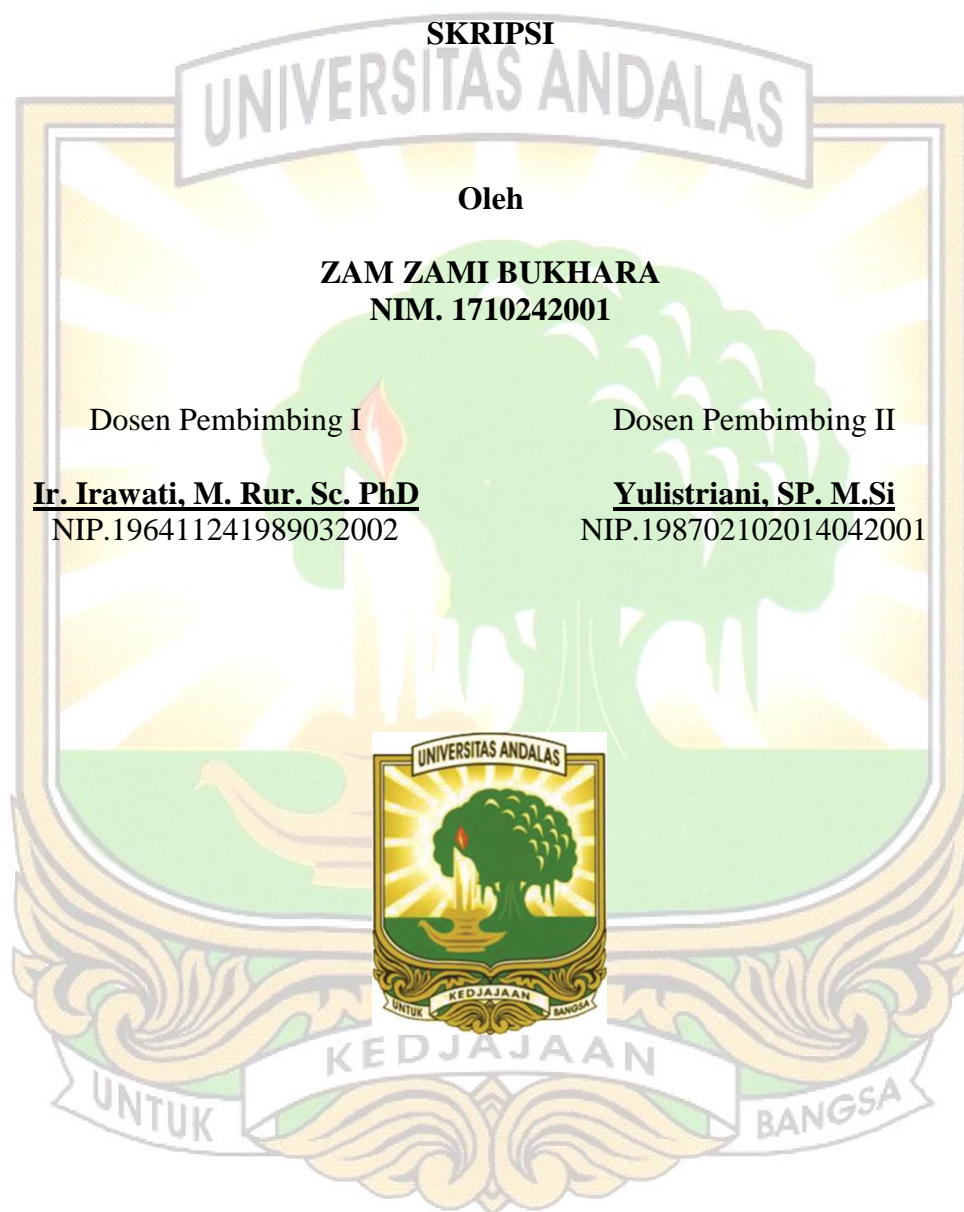 SKRIPSI
UNIVERSITAS ANDALAS
Oleh
ZAM ZAMI BUKHARA
NIM. 1710242001
Dosen Pembimbing I
Dosen Pembimbing II
Ir. Irawati, M. Rur. Sc. PhD
Yulistriani, SP. M.Si
NIP.196411241989032002
NIP.198702102014042001
UNIVERSITAS ANDALAS
UNTUK KEDJAJAAN BANGSA
UNTUK KEDJAJAAN BANGSA